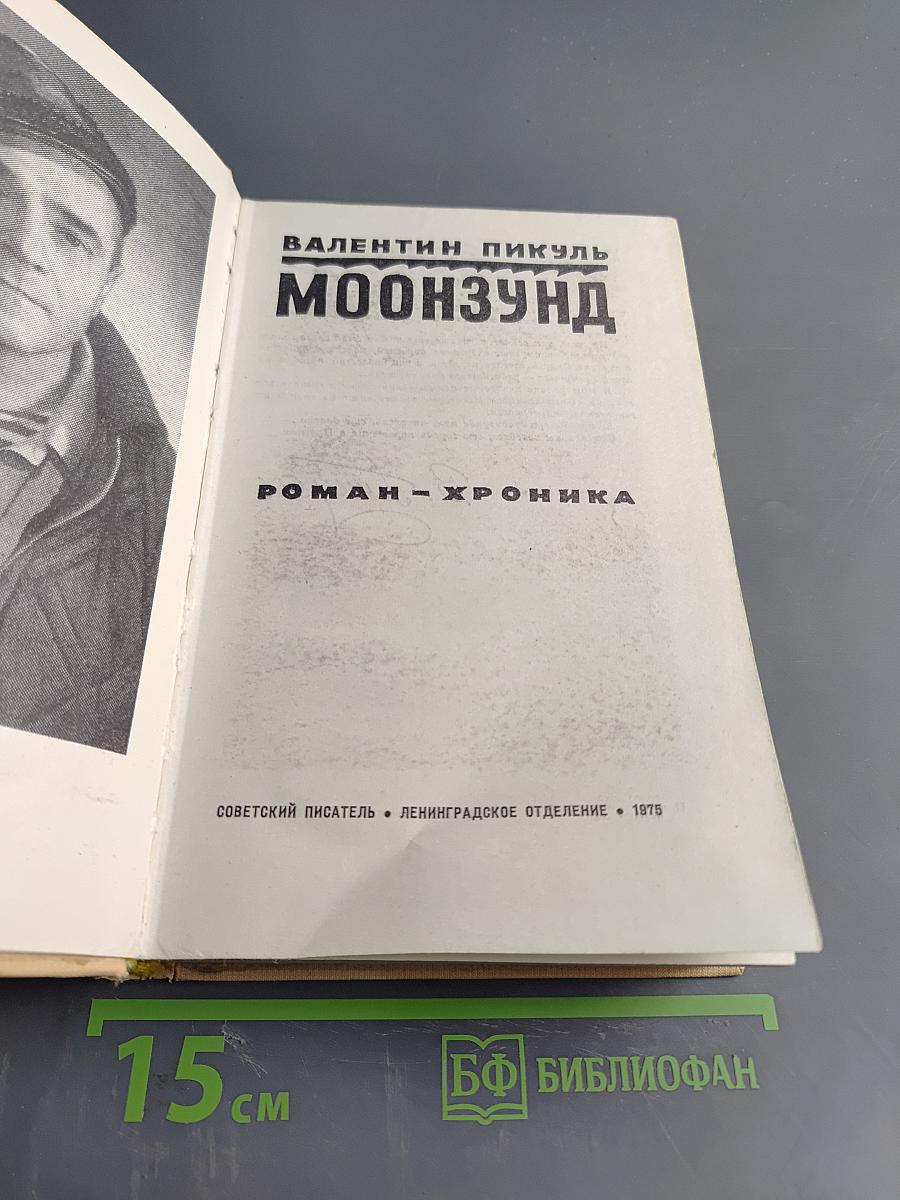 ВАЛЕНТИН ПИКУЛЬ
МООНЗУНД
РОМАН – ХРОНИКА
СОВЕТСКИЙ ПИСАТЕЛЬ • ЛЕНИНГРАДСКОЕ ОТДЕЛЕНИЕ • 1975
15 см
БФ БИБЛИОФАН